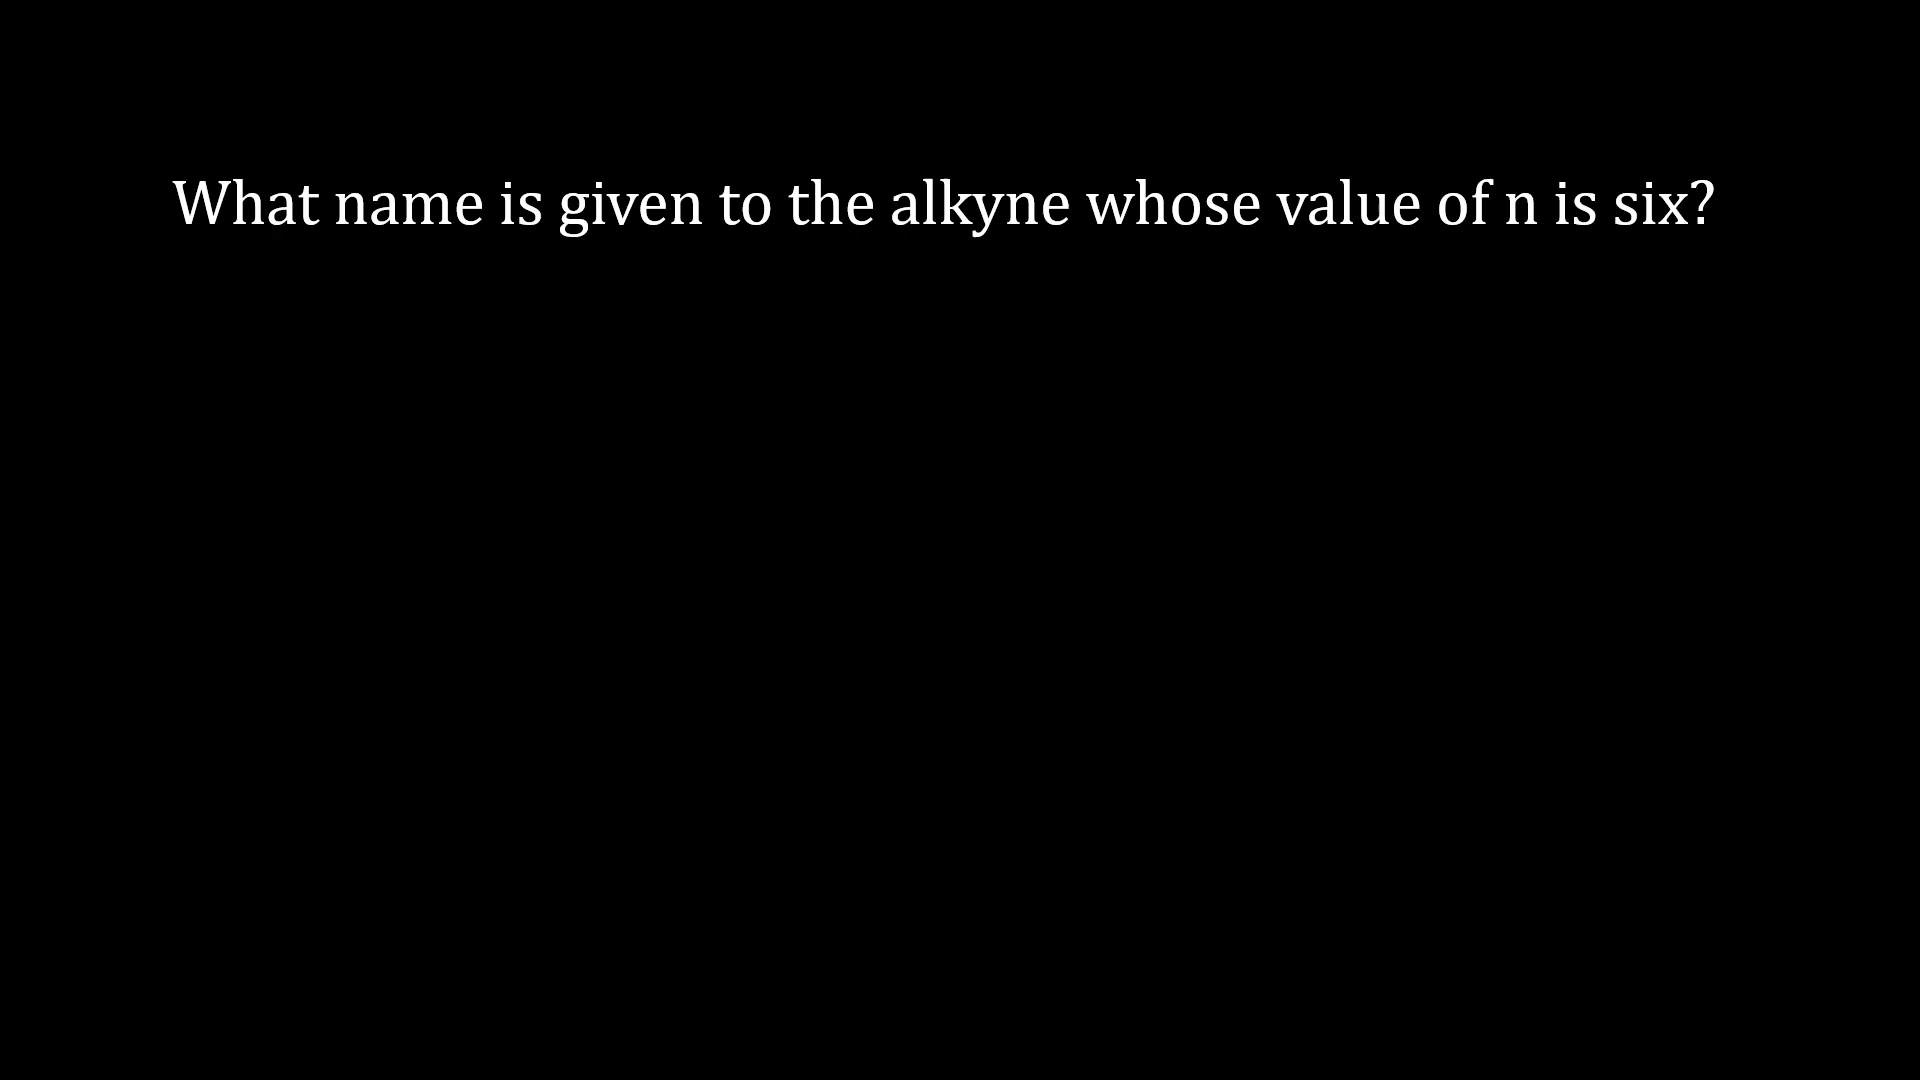 What name is given to the alkyne whose value of n is six?